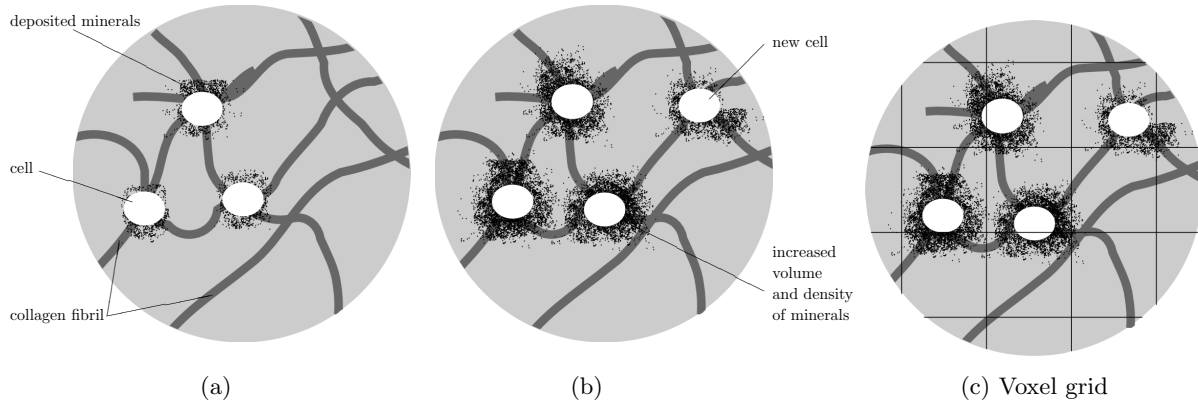 deposited minerals
cell
collagen fibril
(a)
new cell
increased
volume
and density
of minerals
(b)
(c) Voxel grid